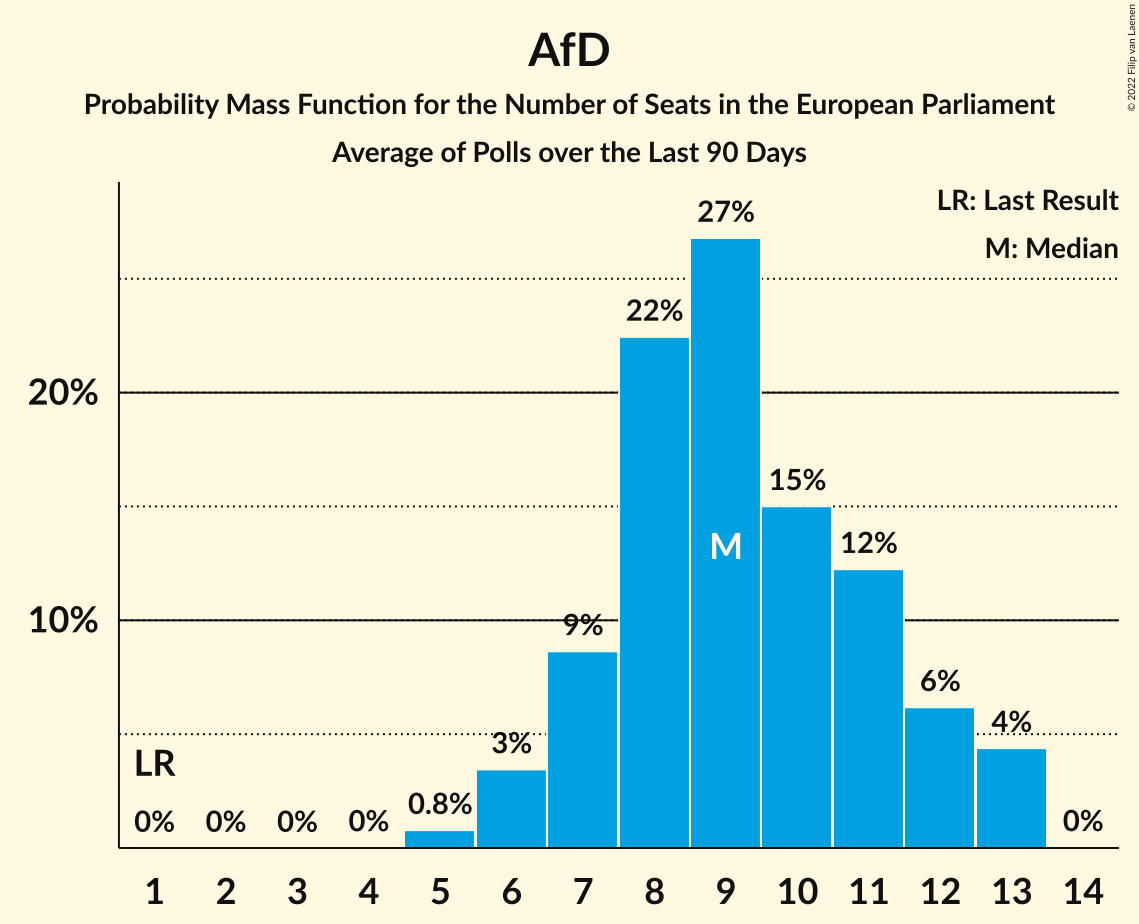 AfD
Probability Mass Function for the Number of Seats in the European Parliament
Average of Polls over the Last 90 Days
© 2022 Filip van Laenen
LR: Last Result
M: Median
27%
22%
20%
15%
M
12%
10%
9%
6%
4%
3%
LR
0.8%
0% 0% 0% 0% 0%
1 2 3 4 5 6 7 8 9 10 11 12 13 14